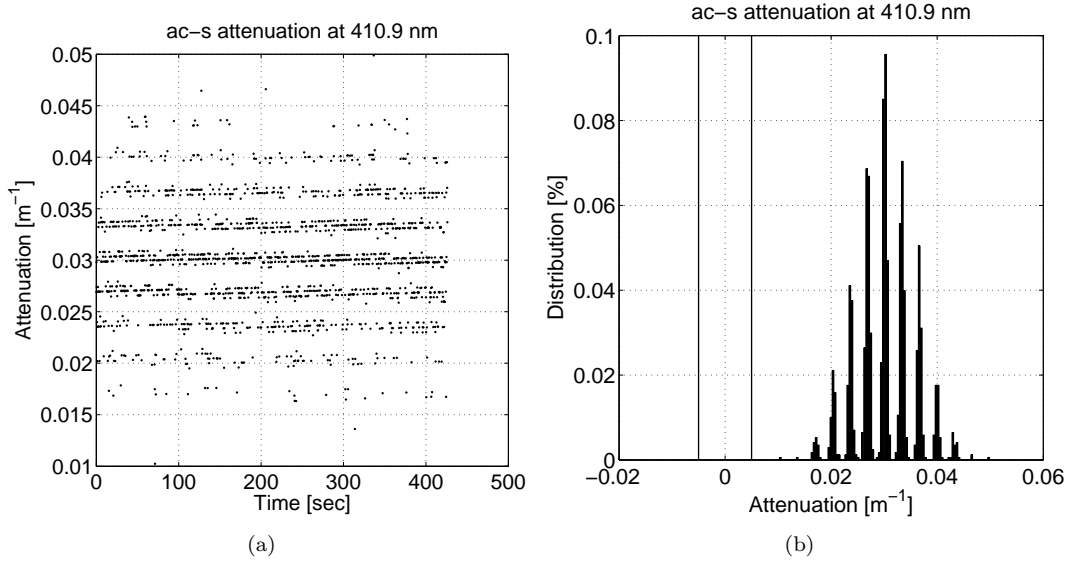 ac−s attenuation at 410.9 nm
0.05
0.045
0.04
0.035
0.03
0.025
0.02
0.015
0.01
Attenuation [m⁻¹]
0 100 200 300 400 500
Time [sec]
(a)
ac−s attenuation at 410.9 nm
0.1
0.08
0.06
0.04
0.02
0
Distribution [%]
−0.02 0 0.02 0.04 0.06
Attenuation [m⁻¹]
(b)